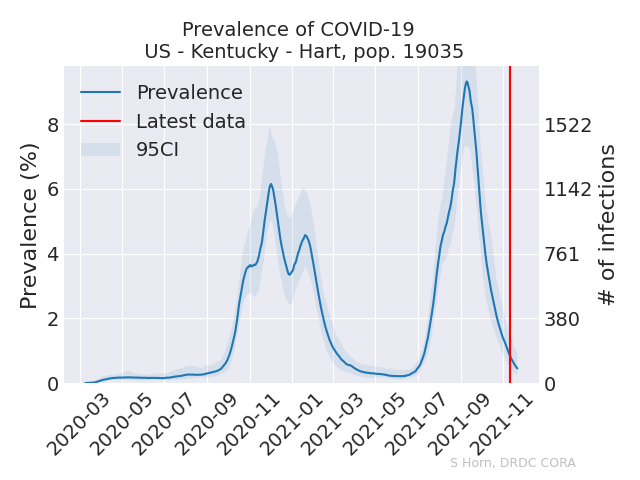 Prevalence of COVID-19
US - Kentucky - Hart, pop. 19035
Prevalence
Latest data
95CI
Prevalence (%)
8
6
4
2
0
1522
1142
761
380
0
# of infections
2020-03
2020-05
2020-07
2020-09
2020-11
2021-01
2021-03
2021-05
2021-07
2021-09
2021-11
S Horn, DRDC CORA